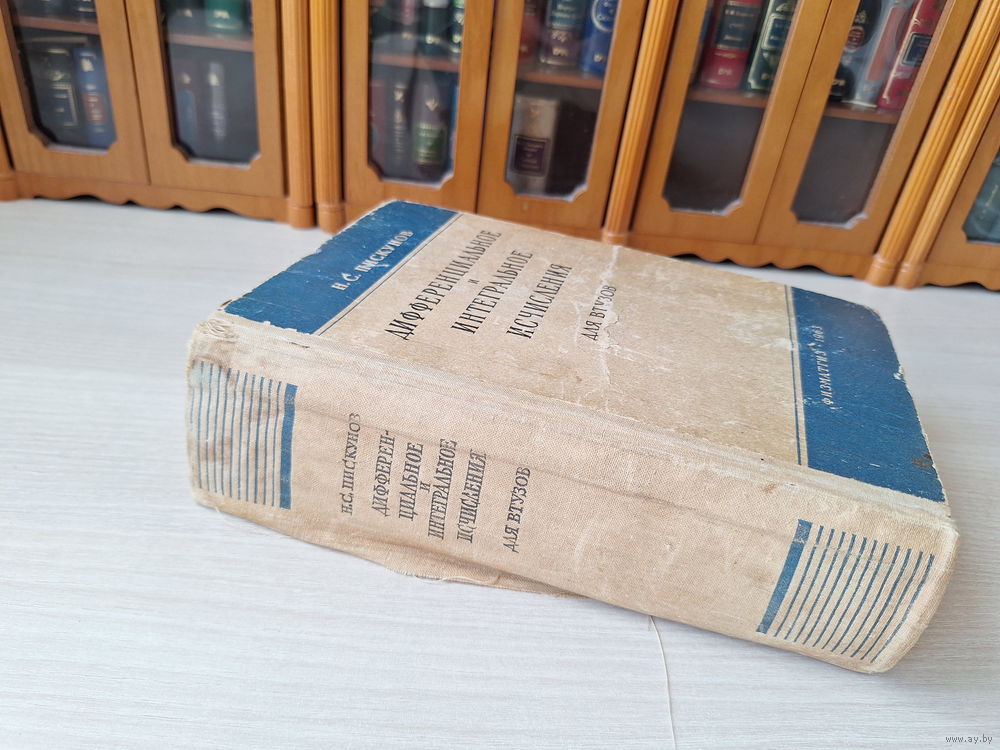 Н.С. ПИСКУНОВ
ДИФФЕРЕНЦИАЛЬНОЕ
И
ИНТЕГРАЛЬНОЕ
ИСЧИСЛЕНИЯ
ДЛЯ ВТУЗОВ
ФИЗМАТГИЗ · 1963
Н.С. ПИСКУНОВ
ДИФФЕРЕН-
ЦИАЛЬНОЕ
И
ИНТЕГРАЛЬНОЕ
ИСЧИСЛЕНИЯ
ДЛЯ ВТУЗОВ
www.ay.by